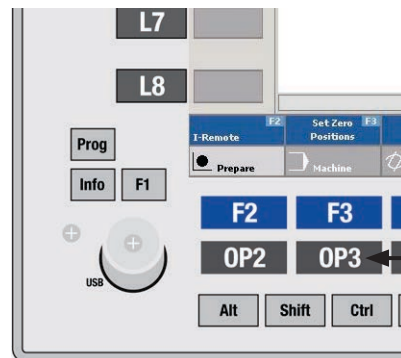 L7
L8
F2
F3
I-Remote
Set Zero
Positions
Prepare
Machine
Prog
Info
F1
F2
F3
OP2
OP3
USB
Alt
Shift
Ctrl